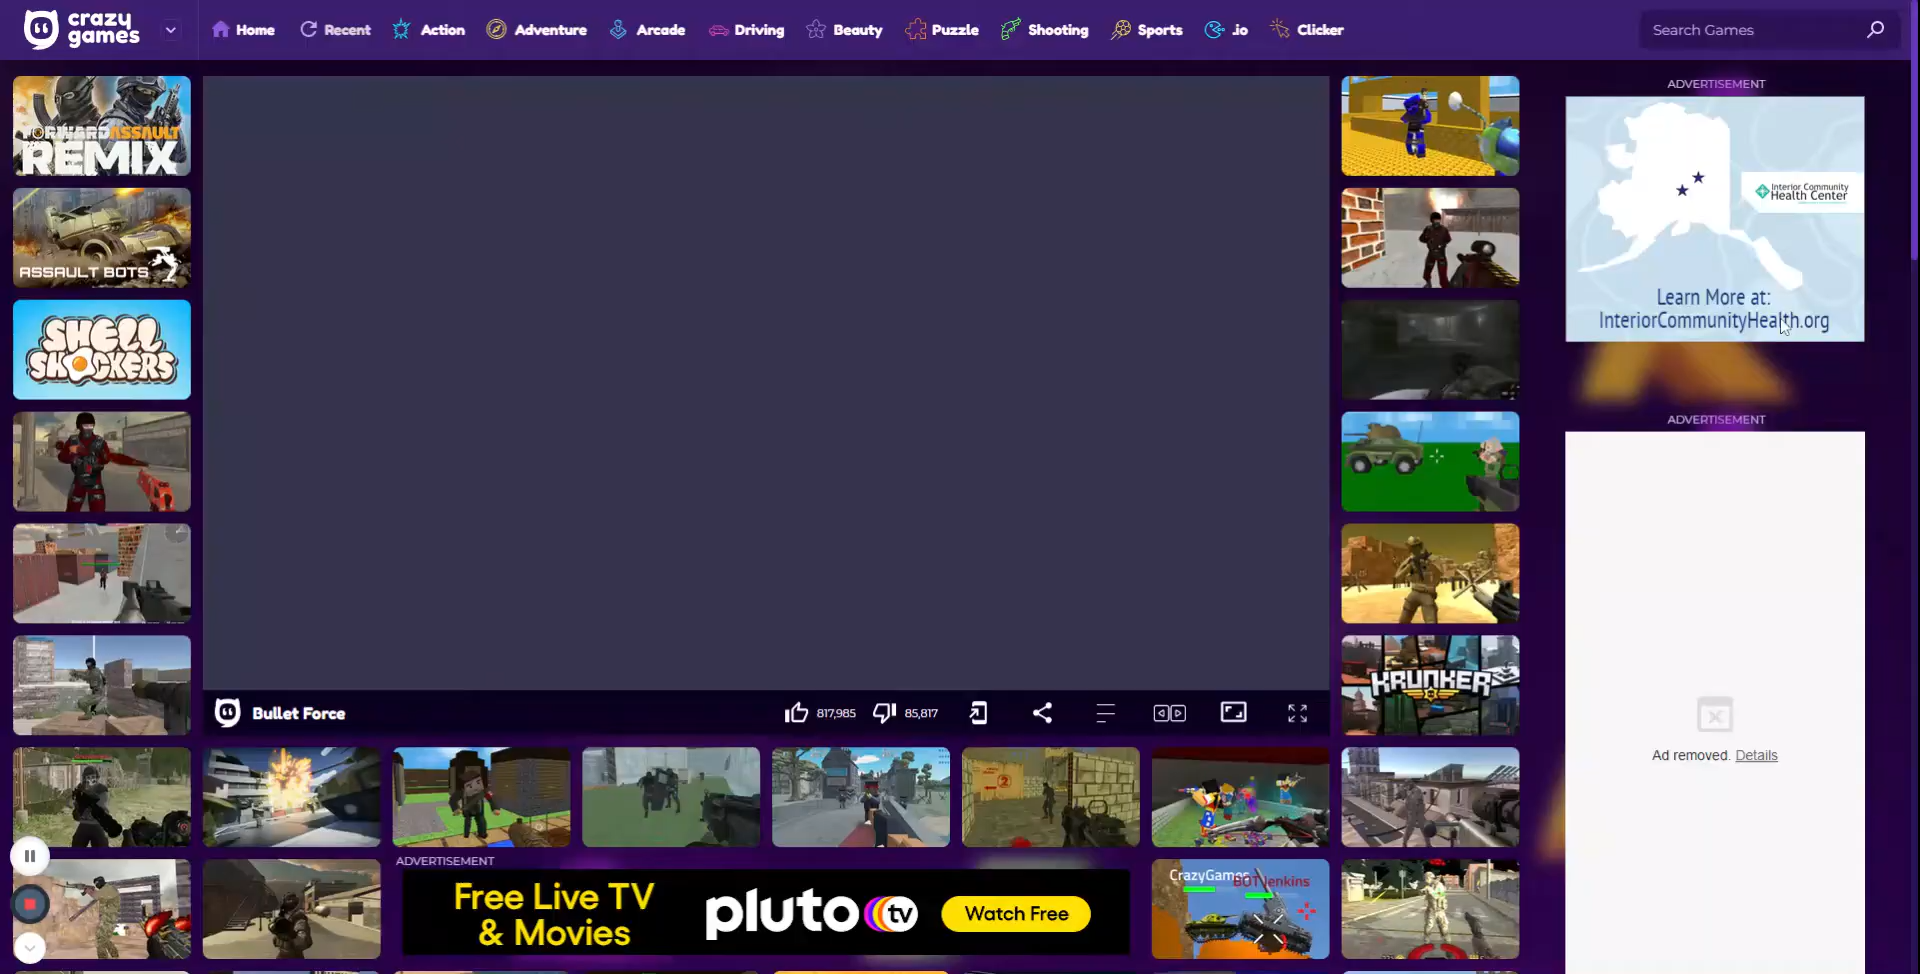 crazy
games
Home
Recent
Action
Adventure
Arcade
Driving
Beauty
Puzzle
Shooting
Sports
.io
Clicker
Search Games
FORWARD ASSAULT
REMIX
ASSAULT BOTS
SHELL
SHOCKERS
ADVERTISEMENT
Interior Community
Health Center
Learn More at:
InteriorCommunityHealth.org
ADVERTISEMENT
KRUNKER
Ad removed. Details
Bullet Force
817,985
85,817
2
ADVERTISEMENT
Free Live TV
& Movies
pluto tv
Watch Free
CrazyGames
BOT Jenkins